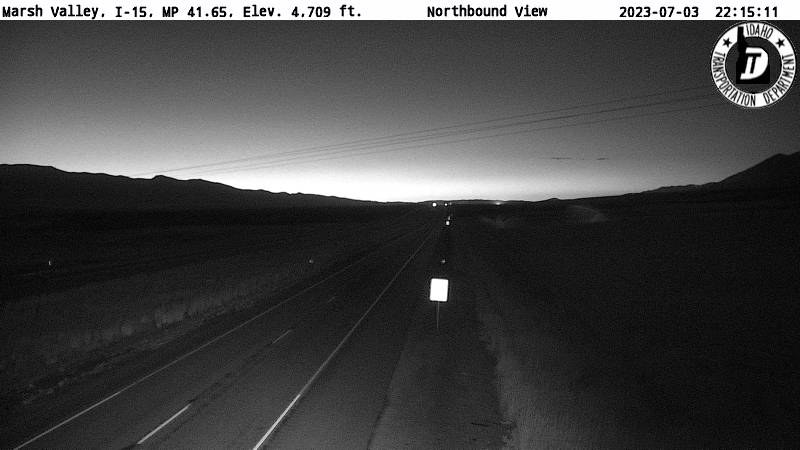 Marsh Valley, I-15, MP 41.65, Elev. 4,709 ft. Northbound View 2023-07-03 22:15:11
IDAHO
TRANSPORTATION DEPARTMENT